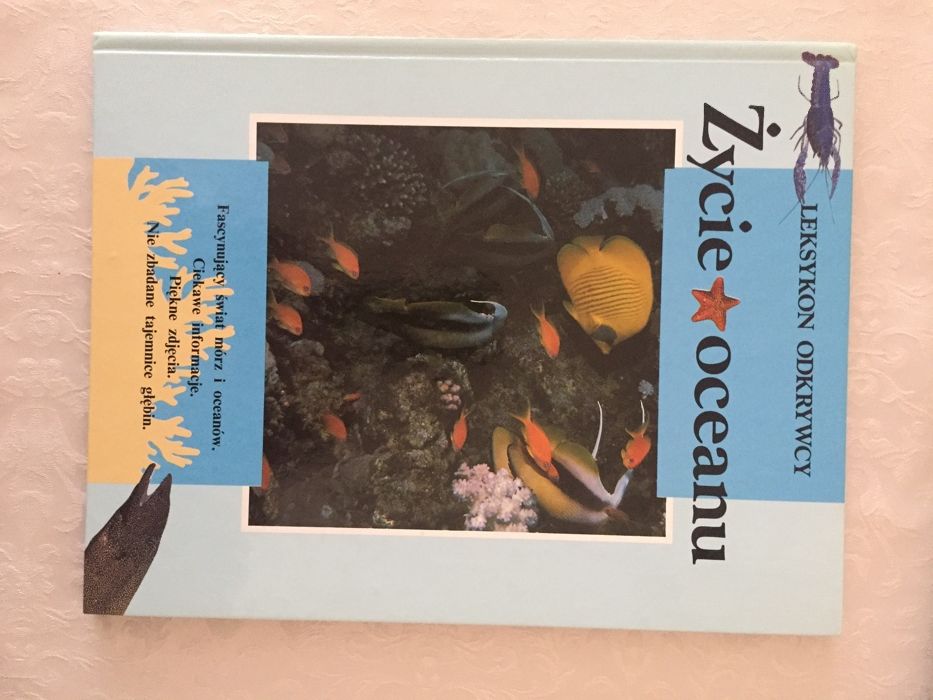 LEKSYKON ODKRYWCY
Życie oceanu
Fascynujący świat mórz i oceanów.
Ciekawe informacje.
Piękne zdjęcia.
Nie zbadane tajemnice głębin.